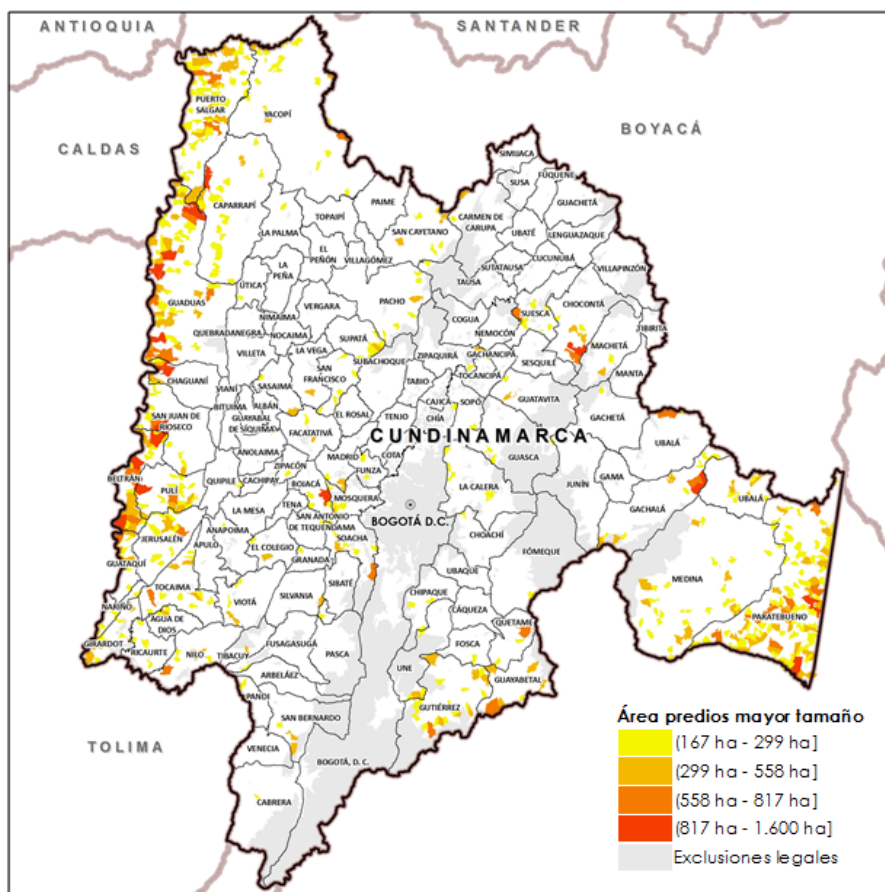 ANTIOQUIA
SANTANDER
BOYACÁ
CALDAS
TOLIMA
PUERTO
SALGAR
YACOPÍ
CAPARRAPÍ
LA PALMA
TOPAIPÍ
PAIME
SAN CAYETANO
CARMEN DE
CARUPA
SIMIJACA
SUSA
FÚQUENE
GUACHETÁ
UBATÉ
LENGUAZAQUE
CUCUNUBÁ
SUTATAUSA
TAUSA
VILLAPINZÓN
EL
PEÑÓN
VILLAGÓMEZ
LA
PEÑA
ÚTICA
GUADUAS
PACHO
VERGARA
NIMAIMA
QUEBRADANEGRA
NOCAIMA
SUPATÁ
COGUA
NEMOCÓN
SUESCA
CHOCONTÁ
TIBIRITA
MACHETÁ
MANTA
VILLETA
LA VEGA
SUBACHOQUE
ZIPAQUIRÁ
GACHANCIPÁ
TOCANCIPÁ
SESQUILÉ
CHAGUANÍ
VIANÍ
SASAIMA
SAN
FRANCISCO
TABIO
CAJICÁ
SOPÓ
GUATAVITA
GACHETÁ
SAN JUAN DE
RIOSECO
BITUIMA
ALBÁN
GUAYABAL
DE SÍQUIMA
EL ROSAL
TENJO
CHÍA
FACATATIVÁ
CUNDINAMARCA
UBALÁ
ANOLAIMA
MADRID
COTA
GUASCA
ZIPACÓN
FUNZA
BELTRÁN
PULÍ
QUIPILE
CACHIPAY
BOJACÁ
MOSQUERA
LA CALERA
JUNÍN
GAMA
UBALÁ
GACHALÁ
LA MESA
TENA
SAN ANTONIO
DE TEQUENDAMA
BOGOTÁ D.C.
JERUSALÉN
ANAPOIMA
APULO
SOACHA
CHOACHÍ
FÓMEQUE
GUATAQUÍ
EL COLEGIO
GRANADA
UBAQUE
MEDINA
TOCAIMA
VIOTÁ
SILVANIA
SIBATÉ
CHIPAQUE
CÁQUEZA
PARATEBUENO
NARIÑO
AGUA DE
DIOS
QUETAME
GIRARDOT
RICAURTE
NILO
TIBACUY
FUSAGASUGÁ
PASCA
FOSCA
UNE
GUAYABETAL
ARBELÁEZ
PANDI
GUTIÉRREZ
SAN BERNARDO
VENECIA
BOGOTÁ, D. C.
CABRERA
Área predios mayor tamaño
(167 ha - 299 ha]
(299 ha - 558 ha]
(558 ha - 817 ha]
(817 ha - 1.600 ha]
Exclusiones legales